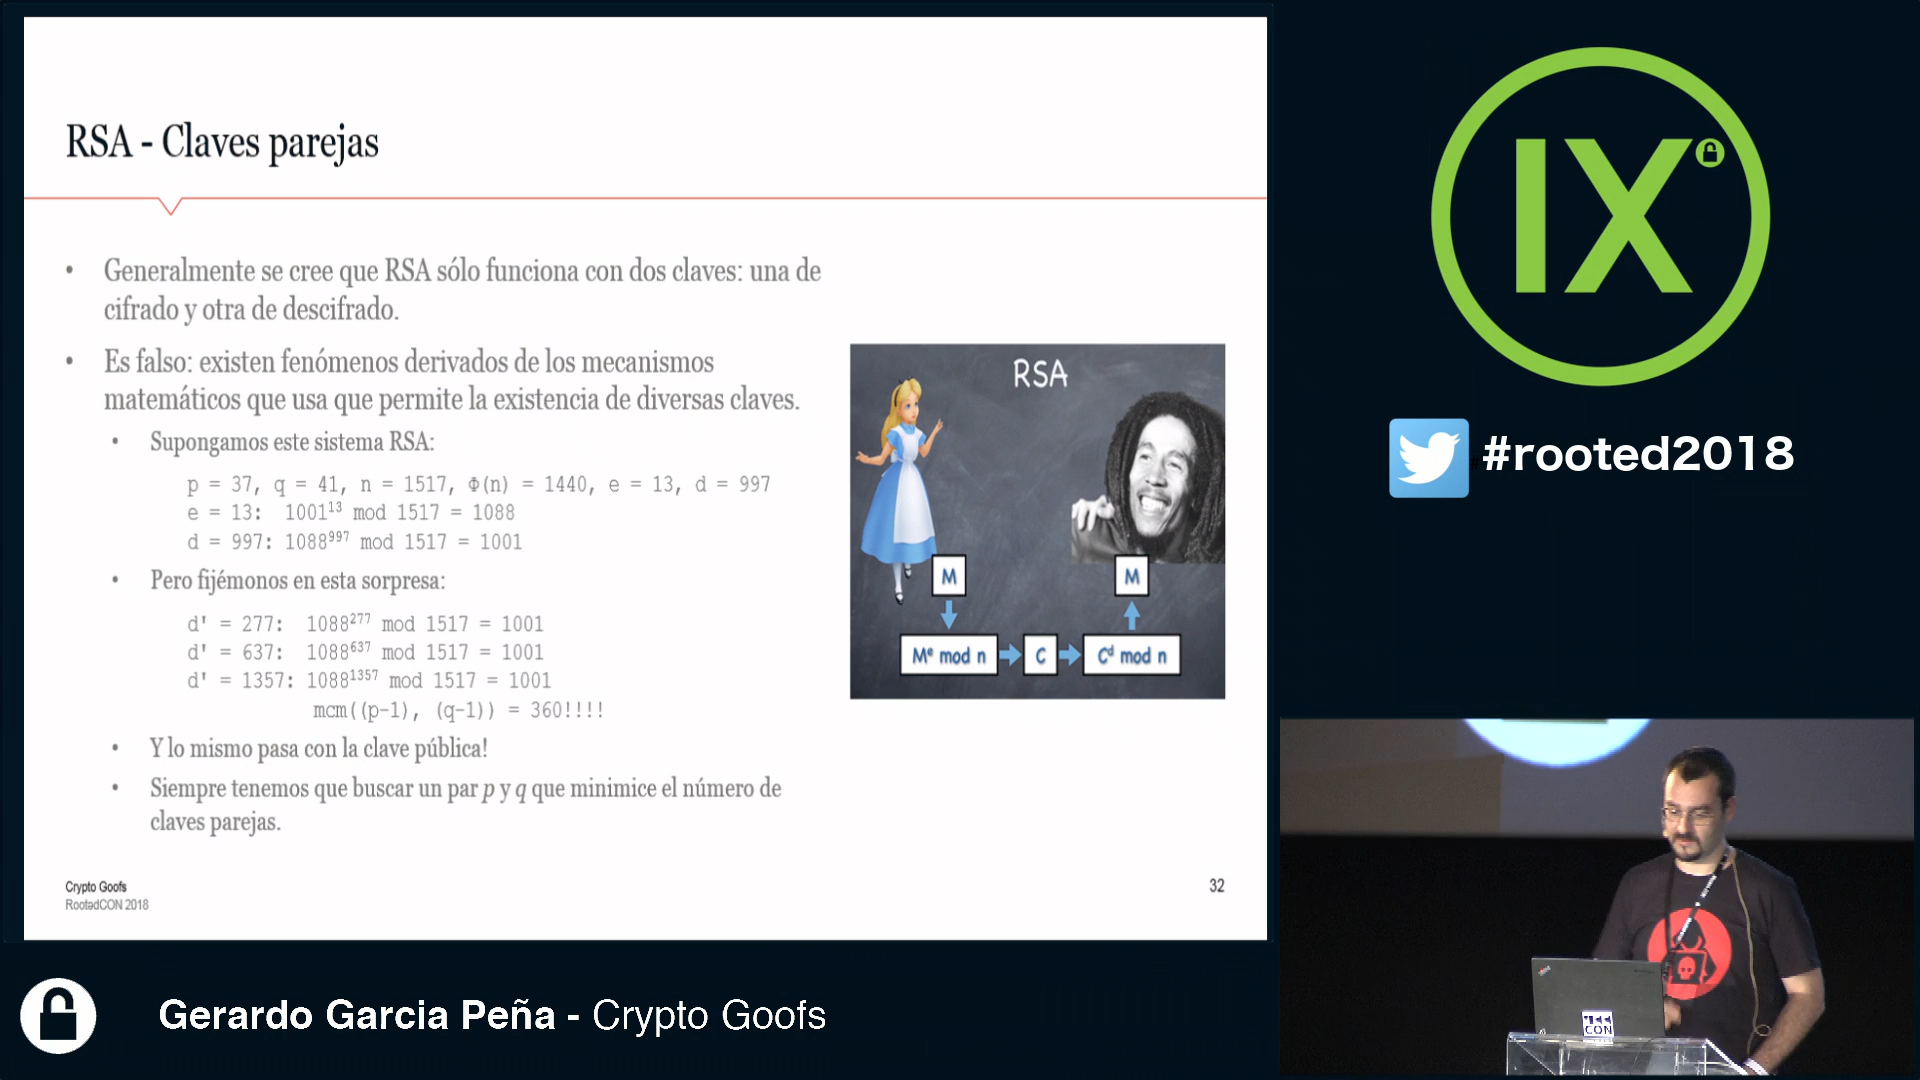 RSA - Claves parejas
• Generalmente se cree que RSA sólo funciona con dos claves: una de
cifrado y otra de descifrado.
• Es falso: existen fenómenos derivados de los mecanismos
matemáticos que usa que permite la existencia de diversas claves.
• Supongamos este sistema RSA:
p = 37, q = 41, n = 1517, Φ(n) = 1440, e = 13, d = 997
e = 13: 1001¹³ mod 1517 = 1088
d = 997: 1088⁹⁹⁷ mod 1517 = 1001
• Pero fijémonos en esta sorpresa:
d' = 277: 1088²⁷⁷ mod 1517 = 1001
d' = 637: 1088⁶³⁷ mod 1517 = 1001
d' = 1357: 1088¹³⁵⁷ mod 1517 = 1001
mcm((p-1), (q-1)) = 360!!!!
• Y lo mismo pasa con la clave pública!
• Siempre tenemos que buscar un par p y q que minimice el número de
claves parejas.
RSA
M
M
Mᵉ mod n
C
Cᵈ mod n
Crypto Goofs
RootedCON 2018
32
IX
#rooted2018
CON
Gerardo Garcia Peña - Crypto Goofs